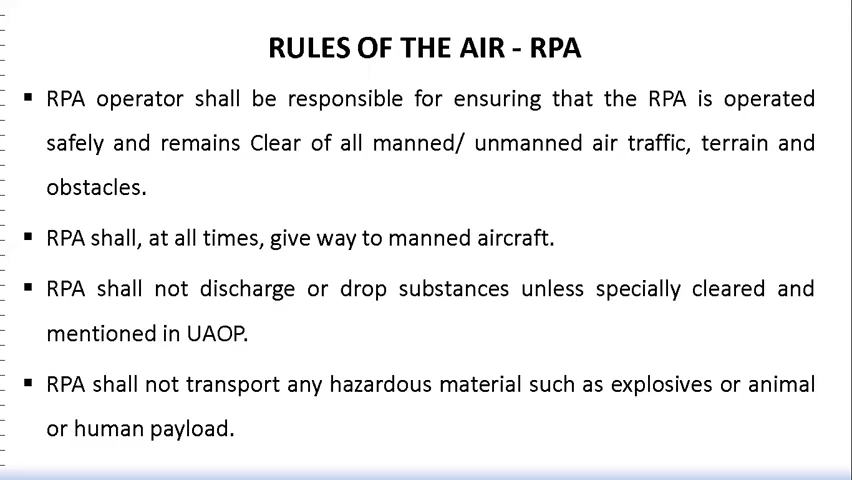 RULES OF THE AIR - RPA
▪ RPA operator shall be responsible for ensuring that the RPA is operated
safely and remains Clear of all manned/ unmanned air traffic, terrain and
obstacles.
▪ RPA shall, at all times, give way to manned aircraft.
▪ RPA shall not discharge or drop substances unless specially cleared and
mentioned in UAOP.
▪ RPA shall not transport any hazardous material such as explosives or animal
or human payload.